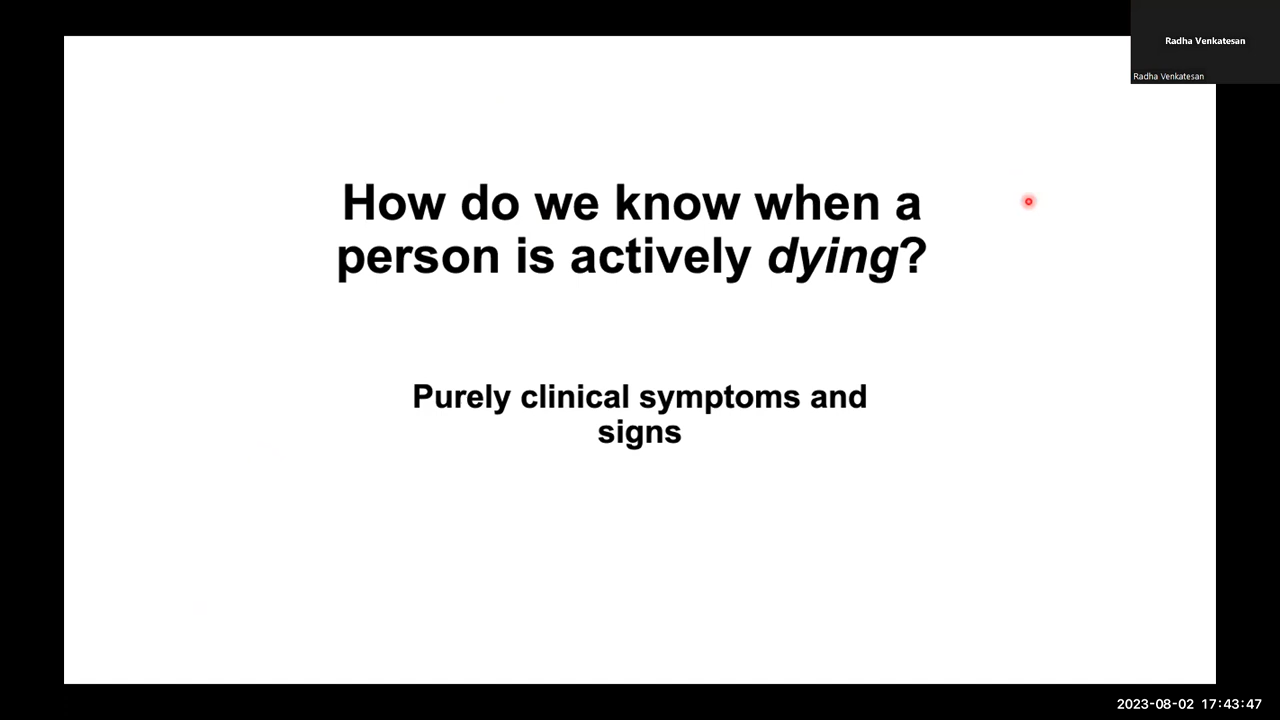 Radha Venkatesan
Radha Venkatesan
How do we know when a
person is actively dying?
Purely clinical symptoms and
signs
2023-08-02 17:43:47